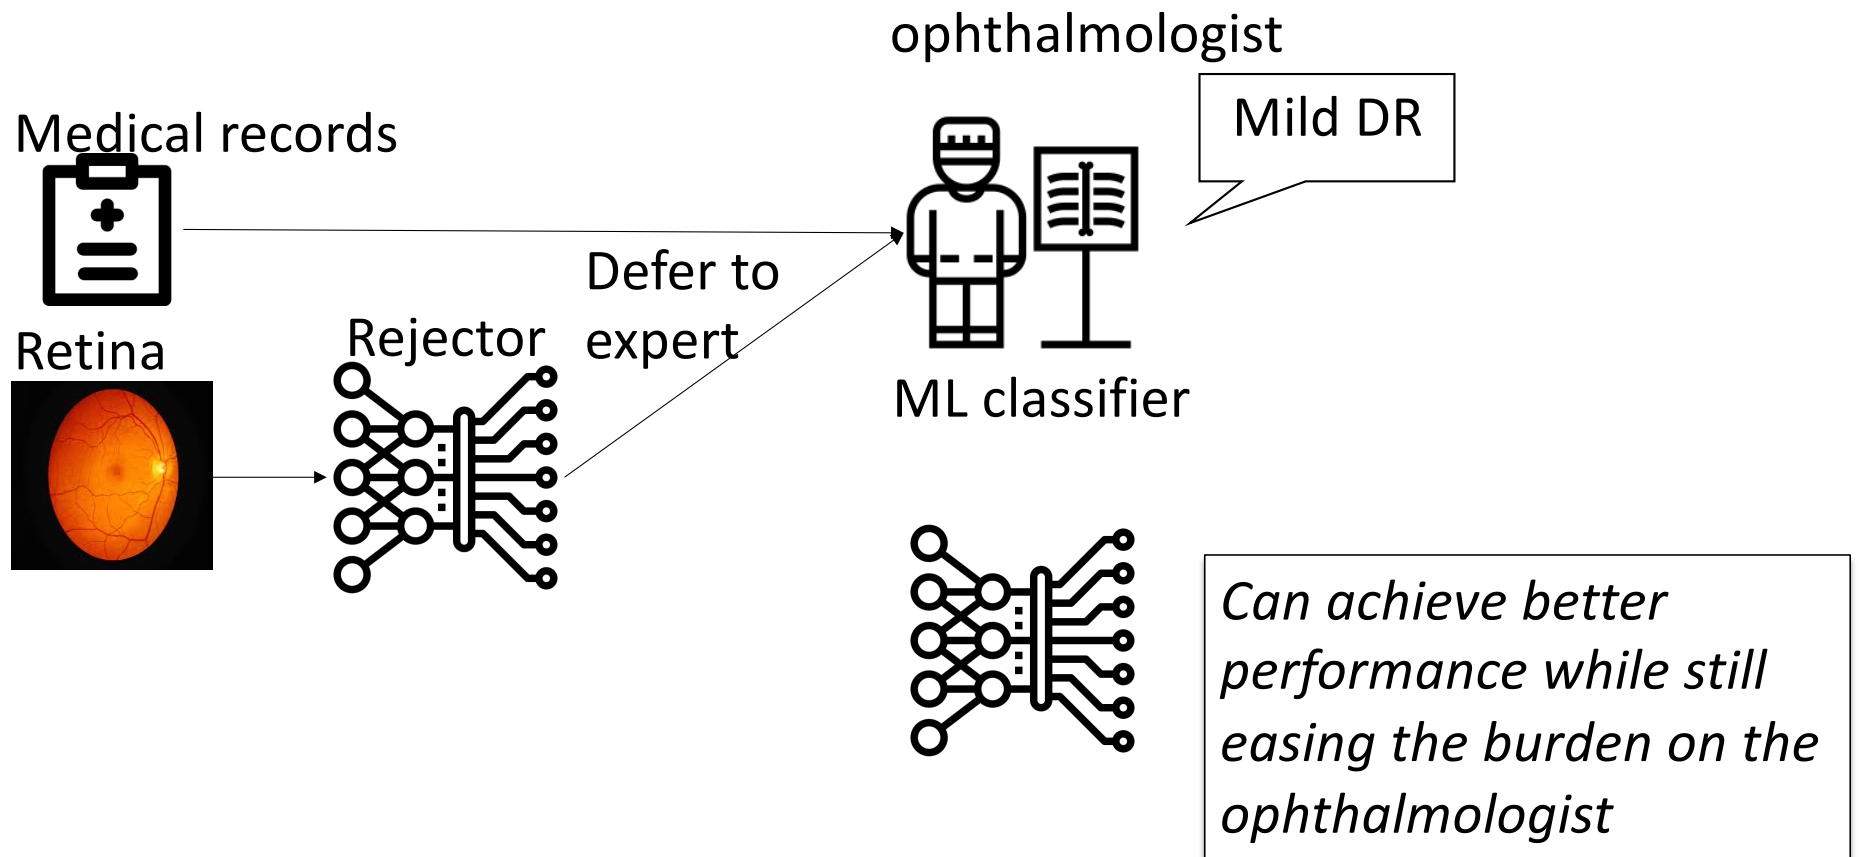 ophthalmologist
Mild DR
Medical records
Defer to
expert
Rejector
Retina
ML classifier
Can achieve better
performance while still
easing the burden on the
ophthalmologist